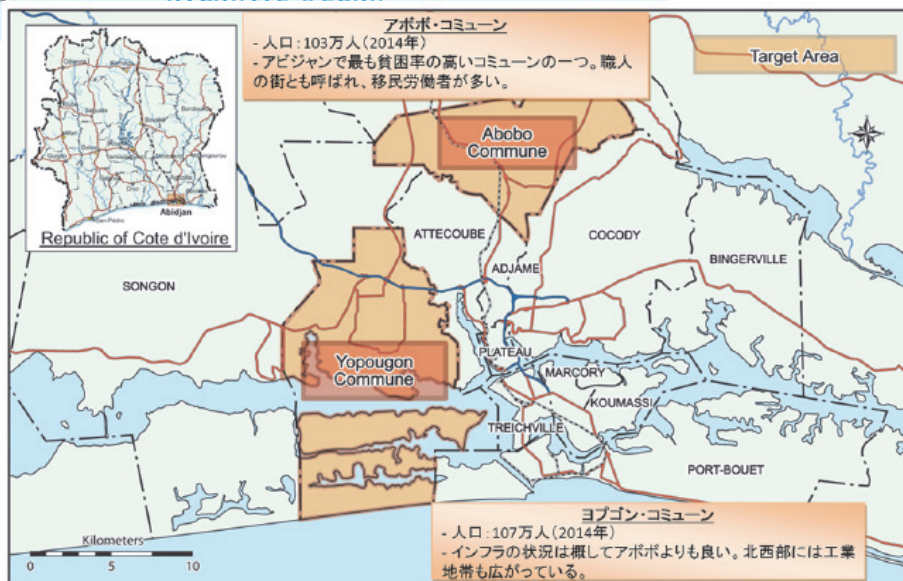 アボボ・コミューン
- 人口：103万人（2014年）
- アビジャンで最も貧困率の高いコミューンの一つ。職人
の街とも呼ばれ、移民労働者が多い。
Target Area
Abidjan
Republic of Cote d'Ivoire
Abobo
Commune
ATTECOUBE
COCODY
ADJAME
BINGERVILLE
SONGON
PLATEAU
Yopougon
Commune
MARCORY
KOUMASSI
TREICHVILLE
PORT-BOUET
ヨプゴン・コミューン
- 人口：107万人（2014年）
- インフラの状況は概してアボボよりも良い。北西部には工業
地帯も広がっている。
Kilometers
0 5 10